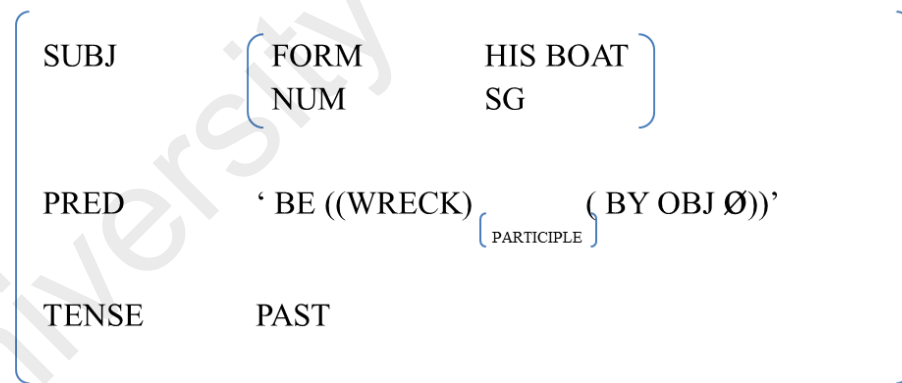 SUBJ FORM HIS BOAT
NUM SG
PRED ‘ BE ((WRECK) PARTICIPLE ( BY OBJ Ø))’
TENSE PAST